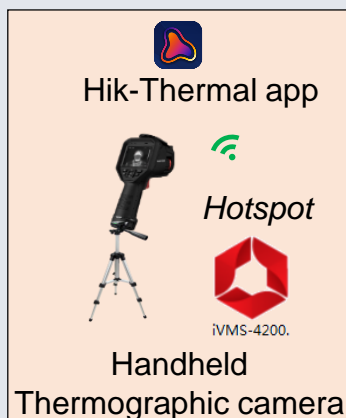 Hik-Thermal app
Hotspot
iVMS-4200.
Handheld
Thermographic camera